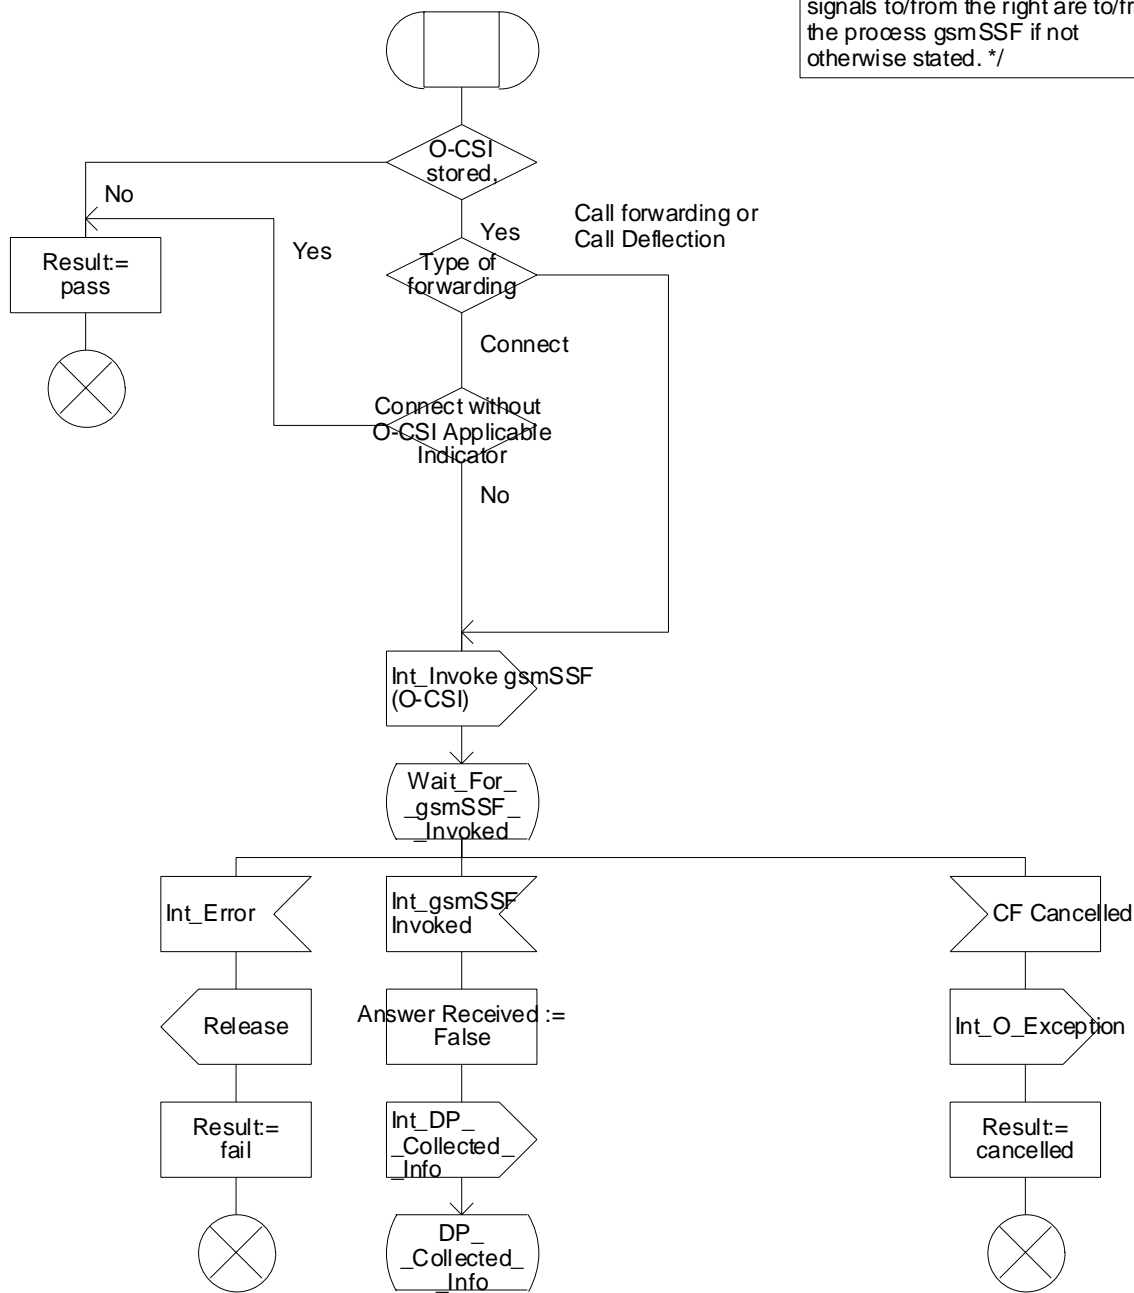 signals to/from the right are to/fr
the process gsmSSF if not
otherwise stated. */
O-CSI
stored,
No
Yes
Call forwarding or
Call Deflection
Yes
Result:=
pass
Type of
forwarding
Connect
Connect without
O-CSI Applicable
Indicator
No
Int_Invoke gsmSSF
(O-CSI)
Wait_For_
_gsmSSF_
_Invoked
Int_Error
Int_gsmSSF
Invoked
CF Cancelled
Release
Answer Received :=
False
Int_O_Exception
Result:=
fail
Int_DP_
_Collected_
_Info
Result:=
cancelled
DP_
_Collected_
_Info